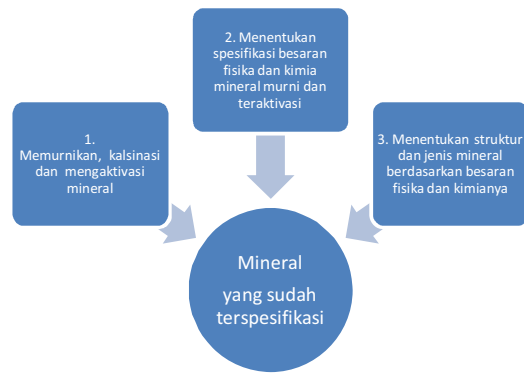 1.
Memurnikan, kalsinasi
dan mengaktivasi
mineral
2. Menentukan
spesifikasi besaran
fisika dan kimia
mineral murni dan
teraktivasi
3. Menentukan struktur
dan jenis mineral
berdasarkan besaran
fisika dan kimianya
Mineral
yang sudah
terspesifikasi